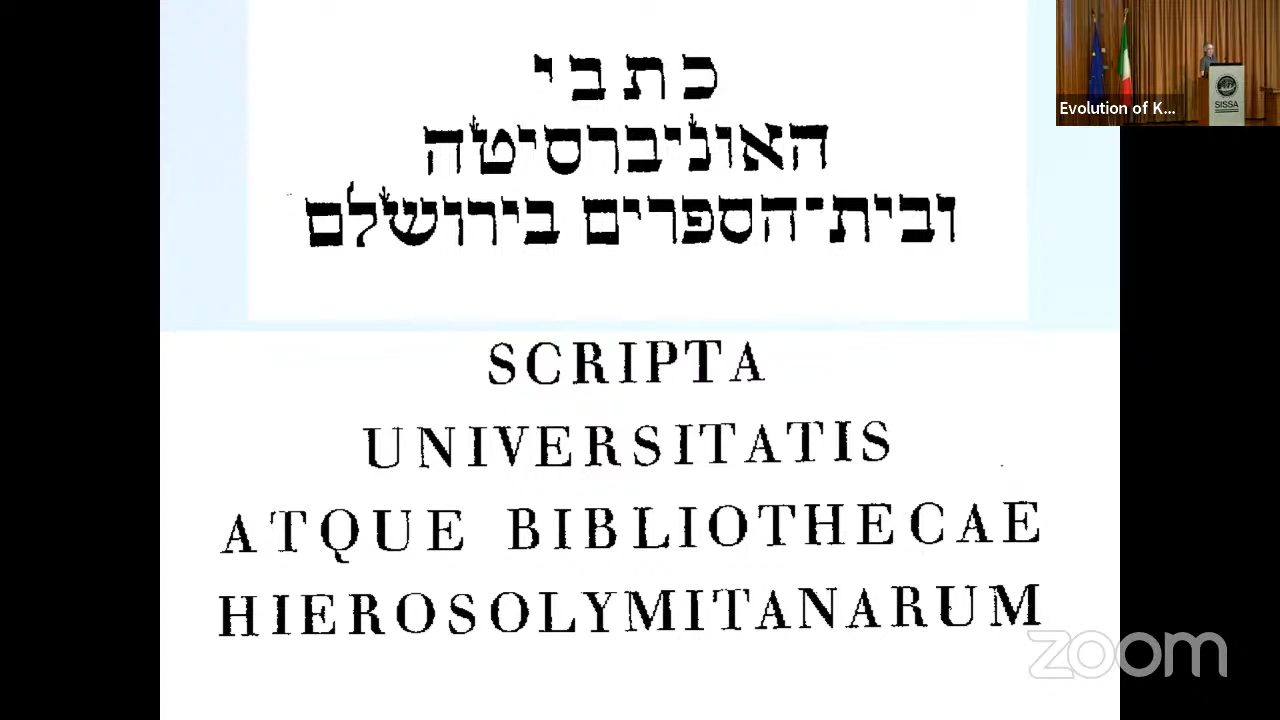 כתבי
האוניברסיטה
ובית־הספרים בירושלם
SCRIPTA
UNIVERSITATIS
ATQUE BIBLIOTHECAE
HIEROSOLYMITANARUM
Evolution of K...
SISSA
zoom